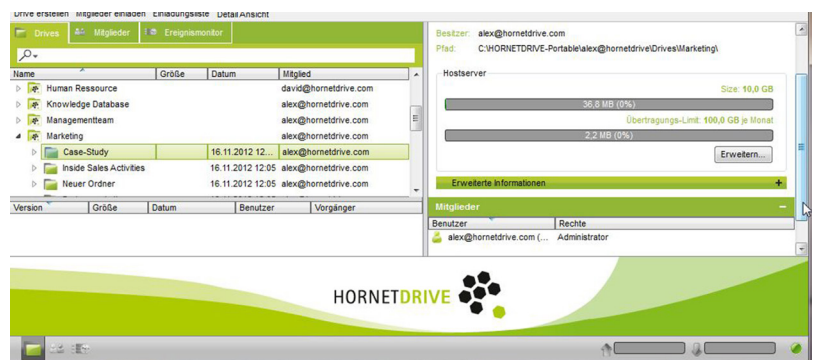 Drive erstellen Mitglieder einladen Einladungsliste Detail Ansicht
Drives Mitglieder Ereignismonitor
Name Größe Datum Mitglied
Human Ressource david@hornetdrive.com
Knowledge Database alex@hornetdrive.com
Managementteam alex@hornetdrive.com
Marketing alex@hornetdrive.com
Case-Study 16.11.2012 12... alex@hornetdrive.com
Inside Sales Activities 16.11.2012 12:05 alex@hornetdrive.com
Neuer Ordner 16.11.2012 12:05 alex@hornetdrive.com
Version Größe Datum Benutzer Vorgänger
Besitzer: alex@hornetdrive.com
Pfad: C:\HORNETDRIVE-Portable\alex@hornetdrive\Drives\Marketing\
Hostserver
Size: 10,0 GB
36,8 MB (0%)
Übertragungs-Limit: 100,0 GB je Monat
2,2 MB (0%)
Erweitern...
Erweiterte Informationen
Mitglieder
Benutzer Rechte
alex@hornetdrive.com (... Administrator
HORNETDRIVE